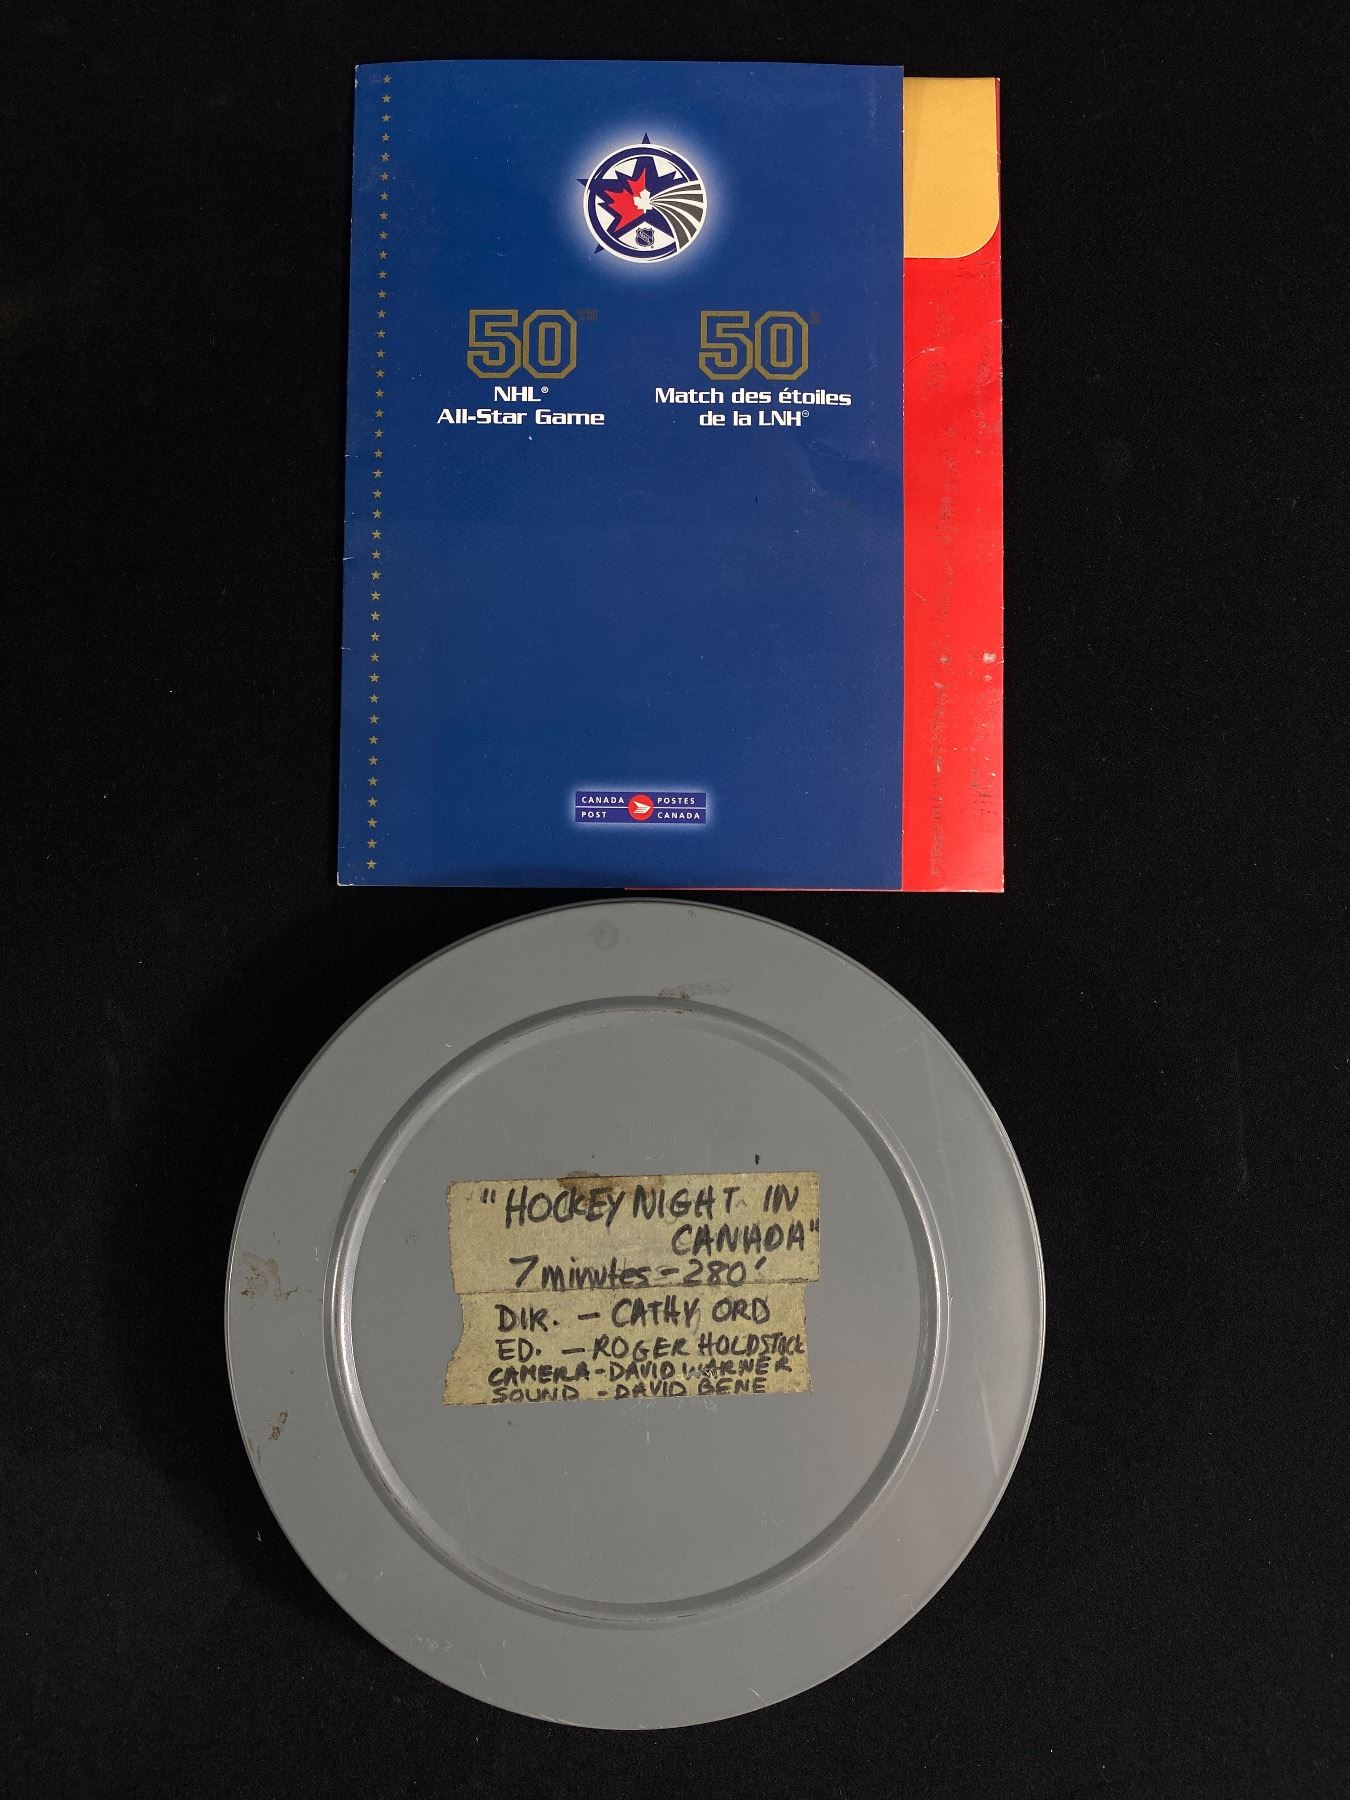 50TH
NHL®
All-Star Game
50e
Match des étoiles
de la LNH
CANADA POSTES
POST CANADA
"HOCKEY NIGHT IN
CANADA"
7 minutes - 280'
DIR. - CATHY ORD
ED. - ROGER HOLDSTOCK
CAMERA - DAVID WARNER
SOUND - DAVID BENE